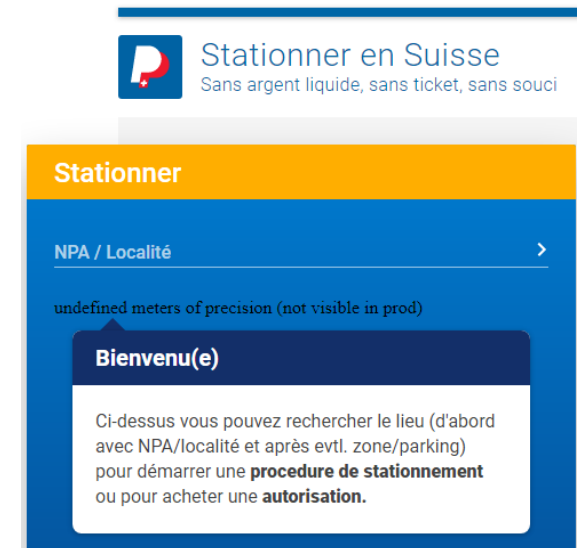 Stationner en Suisse
Sans argent liquide, sans ticket, sans souci
Stationner
NPA / Localité
undefined meters of precision (not visible in prod)
Bienvenu(e)
Ci-dessus vous pouvez rechercher le lieu (d'abord
avec NPA/localité et après evtl. zone/parking)
pour démarrer une procedure de stationnement
ou pour acheter une autorisation.